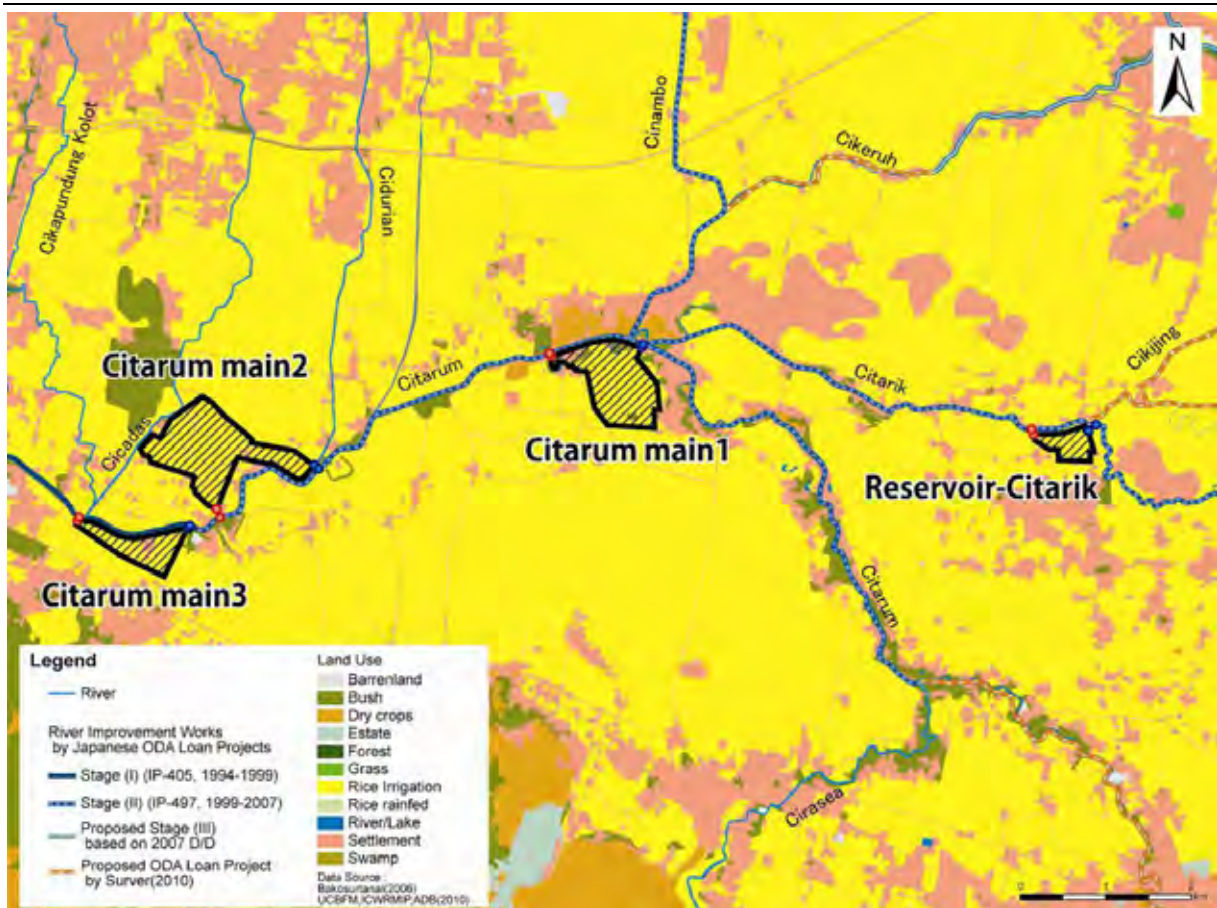 N
Cikapundung Kolot
Cidurian
Cinambo
Cikeruh
Citarum main2
Cicadas
Citarum
Citarum main1
Citarik
Cikijing
Reservoir-Citarik
Citarum main3
Citarum
Cirasea
Legend
River
River Improvement Works
by Japanese ODA Loan Projects
Stage (I) (IP-405, 1994-1999)
Stage (II) (IP-497, 1999-2007)
Proposed Stage (III)
based on 2007 D/D
Proposed ODA Loan Project
by Surver(2010)
Land Use
Barrenland
Bush
Dry crops
Estate
Forest
Grass
Rice Irrigation
Rice rainfed
River/Lake
Settlement
Swamp
Data Source :
Bakosurtanal(2006)
UCBFM,ICWRMIP,ADB(2010)
0